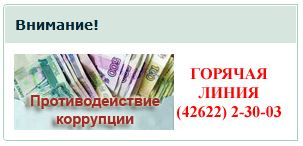 Внимание!
Противодействие
коррупции
ГОРЯЧАЯ
ЛИНИЯ
(42622) 2-30-03